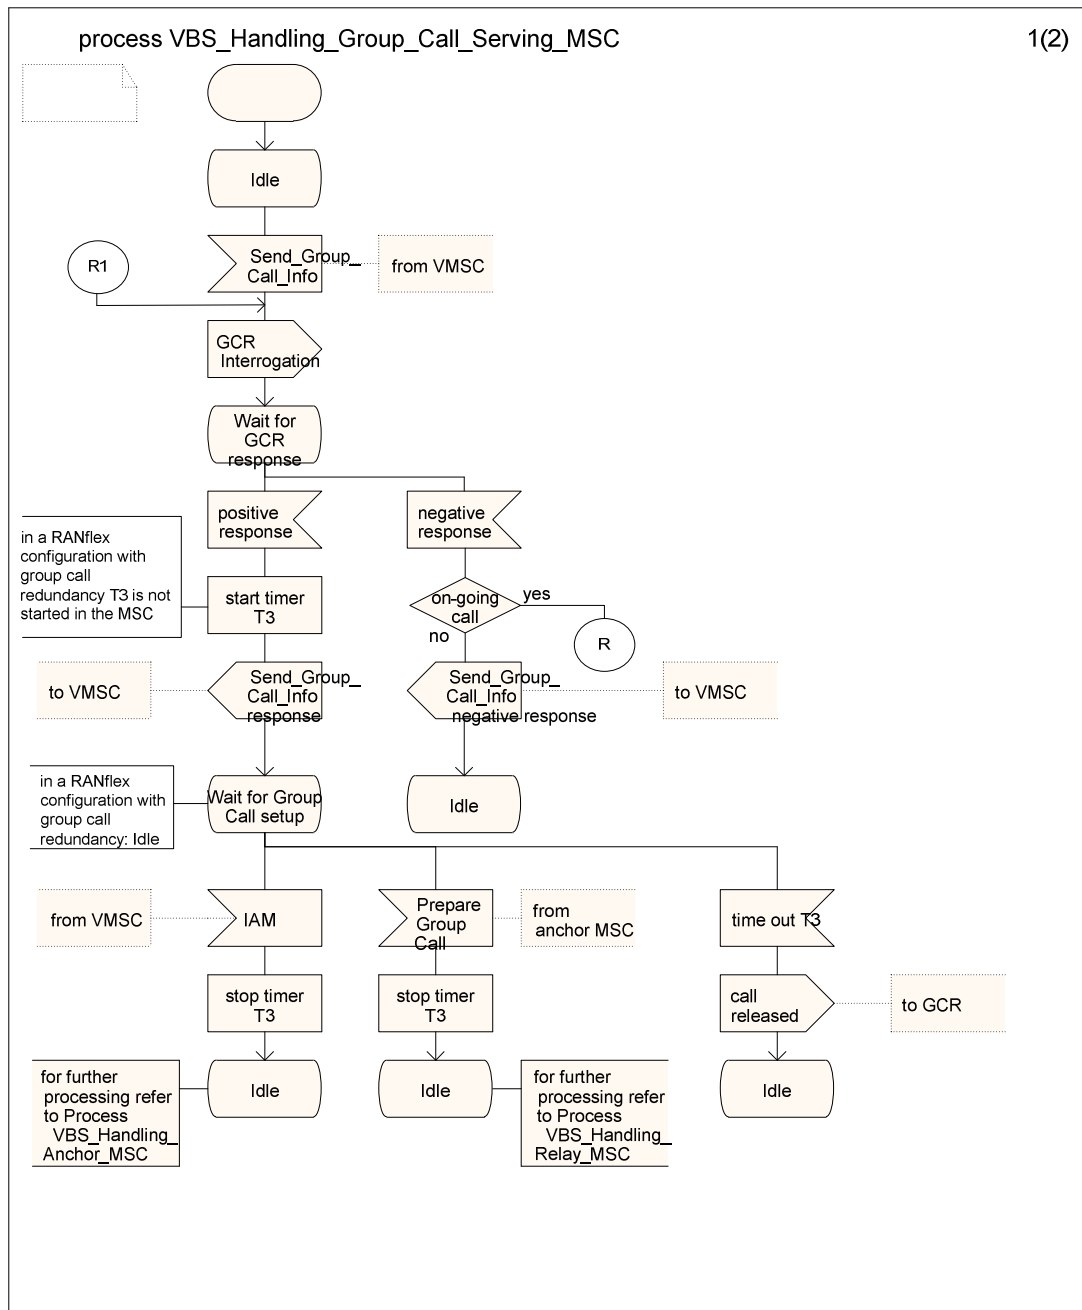 process VBS_Handling_Group_Call_Serving_MSC
1(2)
Idle
R1
Send_Group_
Call_Info
from VMSC
GCR
Interrogation
Wait for
GCR
response
positive
response
negative
response
in a RANflex
configuration with
group call
redundancy T3 is not
started in the MSC
start timer
T3
on-going
call
yes
no
R
to VMSC
Send_Group_
Call_Info
response
Send_Group_
Call_Info
negative response
to VMSC
in a RANflex
configuration with
group call
redundancy: Idle
Wait for Group
Call setup
Idle
from VMSC
IAM
Prepare
Group
Call
from
anchor MSC
time out T3
stop timer
T3
stop timer
T3
call
released
to GCR
for further
processing refer
to Process
VBS_Handling_
Anchor_MSC
Idle
Idle
for further
processing refer
to Process
VBS_Handling_
Relay_MSC
Idle